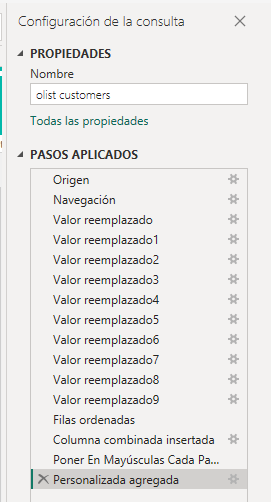 Configuración de la consulta
PROPIEDADES
Nombre
olist customers
Todas las propiedades
PASOS APLICADOS
Origen
Navegación
Valor reemplazado
Valor reemplazado1
Valor reemplazado2
Valor reemplazado3
Valor reemplazado4
Valor reemplazado5
Valor reemplazado6
Valor reemplazado7
Valor reemplazado8
Valor reemplazado9
Filas ordenadas
Columna combinada insertada
Poner En Mayúsculas Cada Pa...
Personalizada agregada